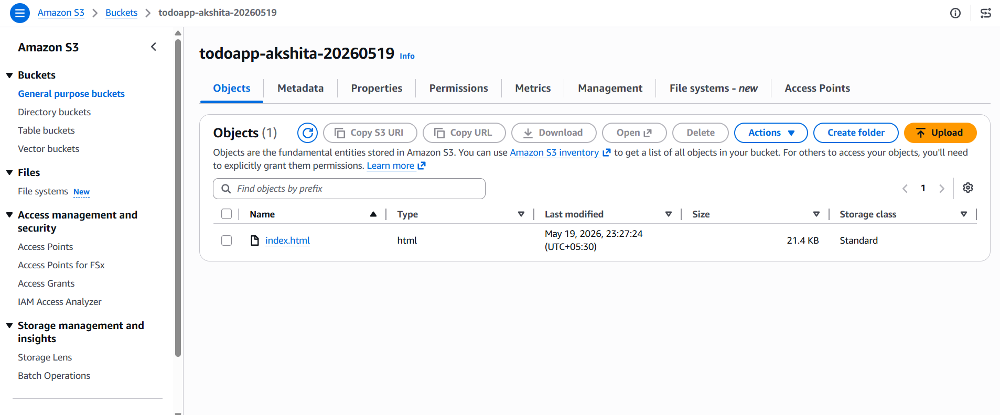 Amazon S3 > Buckets > todoapp-akshita-20260519
Amazon S3
Buckets
General purpose buckets
Directory buckets
Table buckets
Vector buckets
Files
File systems New
Access management and
security
Access Points
Access Points for FSx
Access Grants
IAM Access Analyzer
Storage management and
insights
Storage Lens
Batch Operations
todoapp-akshita-20260519 Info
Objects Metadata Properties Permissions Metrics Management File systems - new Access Points
Objects (1) Copy S3 URI Copy URL Download Open Delete Actions Create folder Upload
Objects are the fundamental entities stored in Amazon S3. You can use Amazon S3 inventory to get a list of all objects in your bucket. For others to access your objects, you'll need
to explicitly grant them permissions. Learn more
Find objects by prefix
1
Name Type Last modified Size Storage class
index.html html May 19, 2026, 23:27:24 21.4 KB Standard
(UTC+05:30)